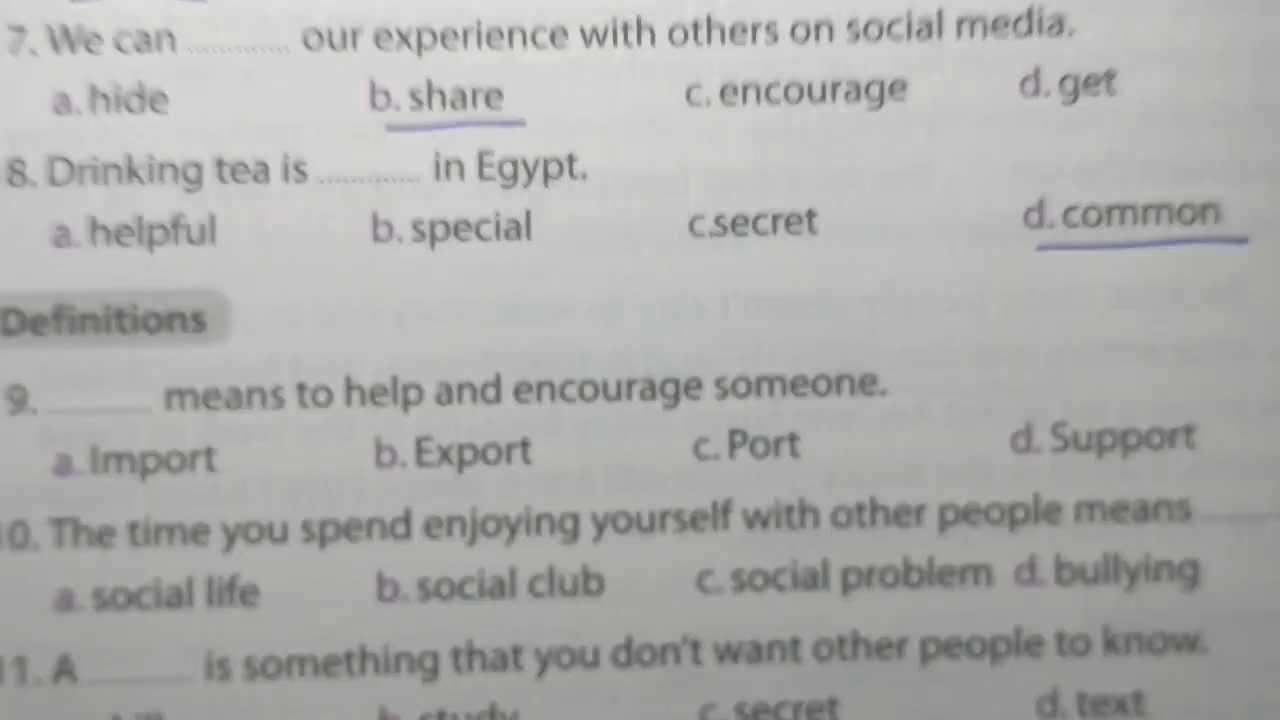 7. We can ............. our experience with others on social media.
a. hide b. share c. encourage d. get
8. Drinking tea is ............. in Egypt.
a. helpful b. special c.secret d. common
Definitions
9. ______ means to help and encourage someone.
a. Import b. Export c. Port d. Support
10. The time you spend enjoying yourself with other people means ______
a. social life b. social club c. social problem d. bullying
11. A ______ is something that you don't want other people to know.
b. study c. secret d. text